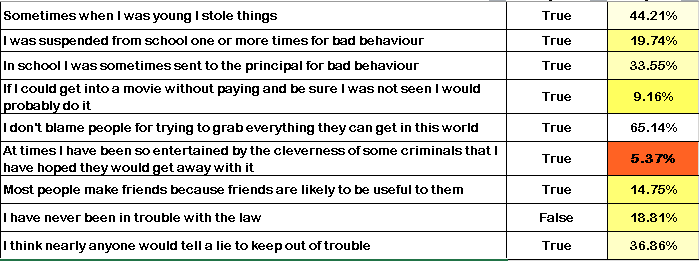 Sometimes when I was young I stole things True 44.21%
I was suspended from school one or more times for bad behaviour True 19.74%
In school I was sometimes sent to the principal for bad behaviour True 33.55%
If I could get into a movie without paying and be sure I was not seen I would
probably do it True 9.16%
I don't blame people for trying to grab everything they can get in this world True 65.14%
At times I have been so entertained by the cleverness of some criminals that I
have hoped they would get away with it True 5.37%
Most people make friends because friends are likely to be useful to them True 14.75%
I have never been in trouble with the law False 18.81%
I think nearly anyone would tell a lie to keep out of trouble True 36.86%